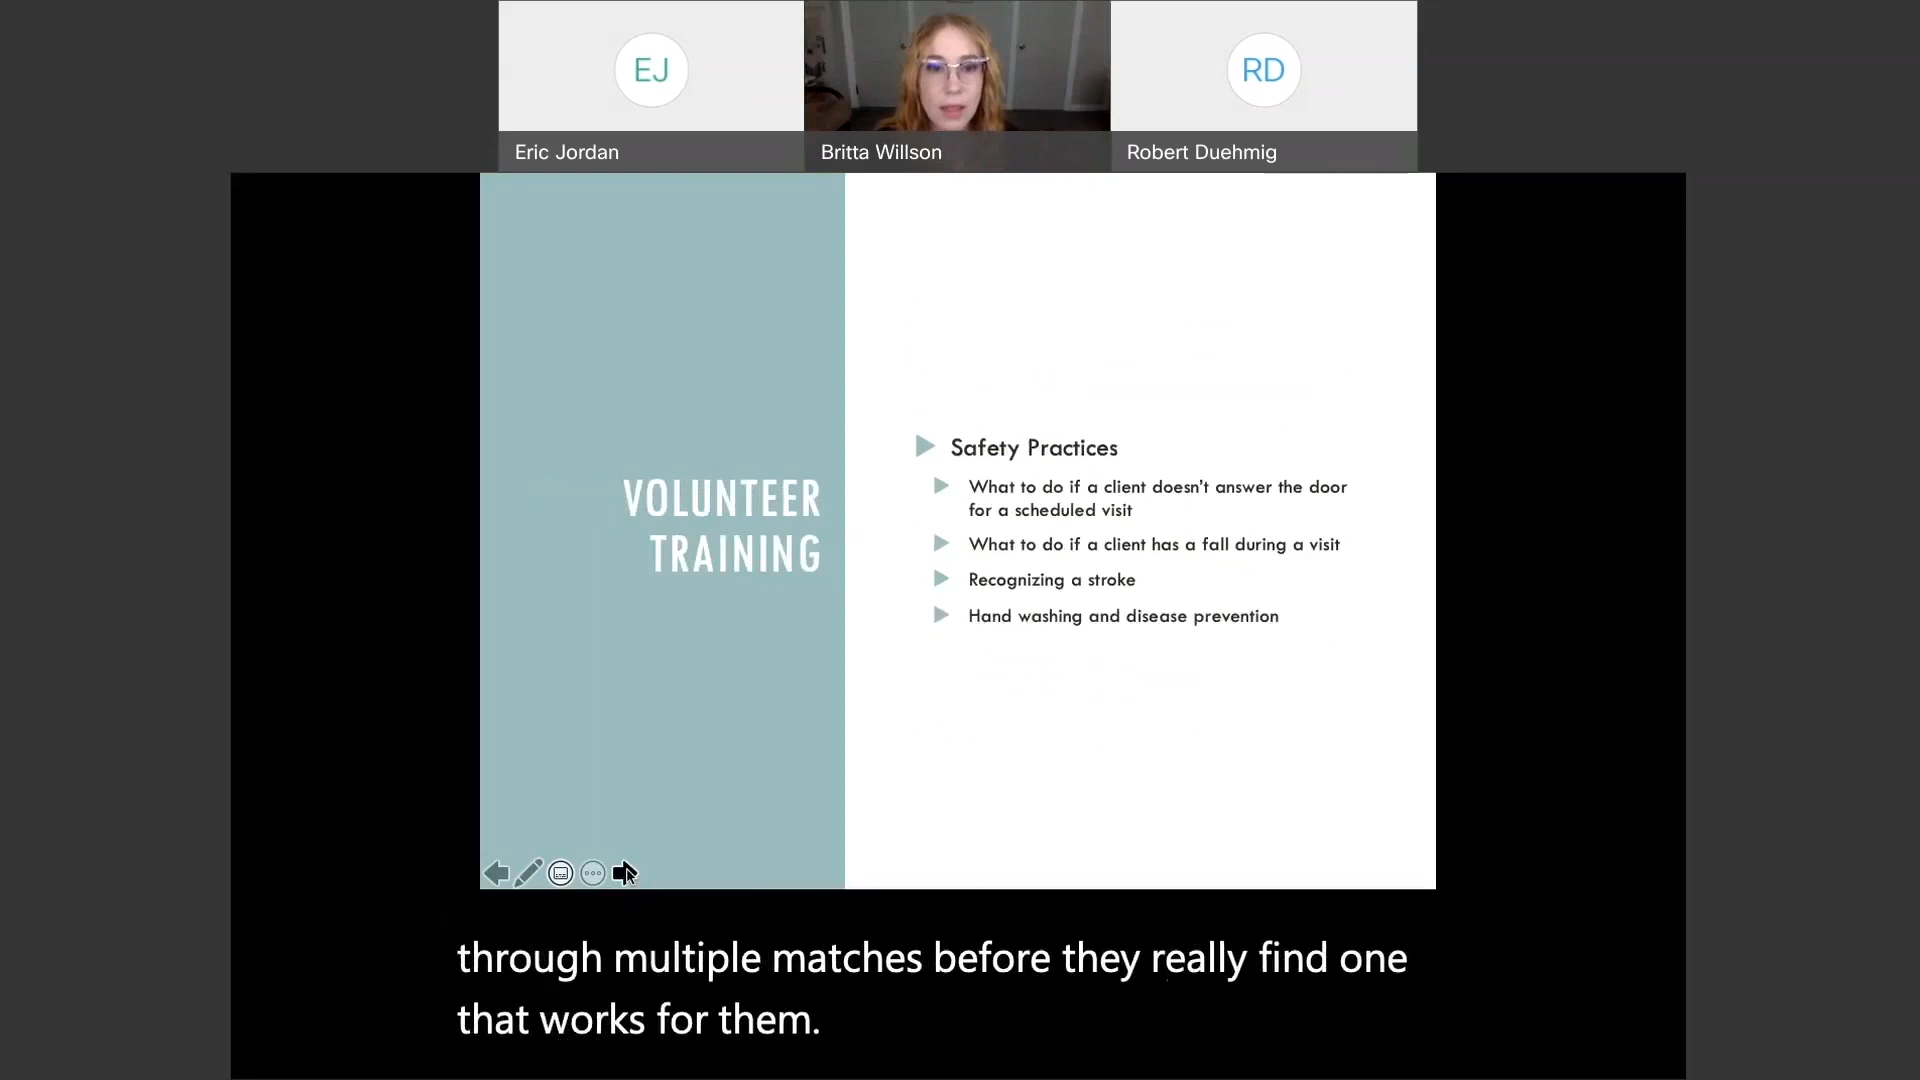 EJ
RD
Eric Jordan
Britta Willson
Robert Duehmig
VOLUNTEER
TRAINING
Safety Practices
What to do if a client doesn't answer the door
for a scheduled visit
What to do if a client has a fall during a visit
Recognizing a stroke
Hand washing and disease prevention
through multiple matches before they really find one
that works for them.